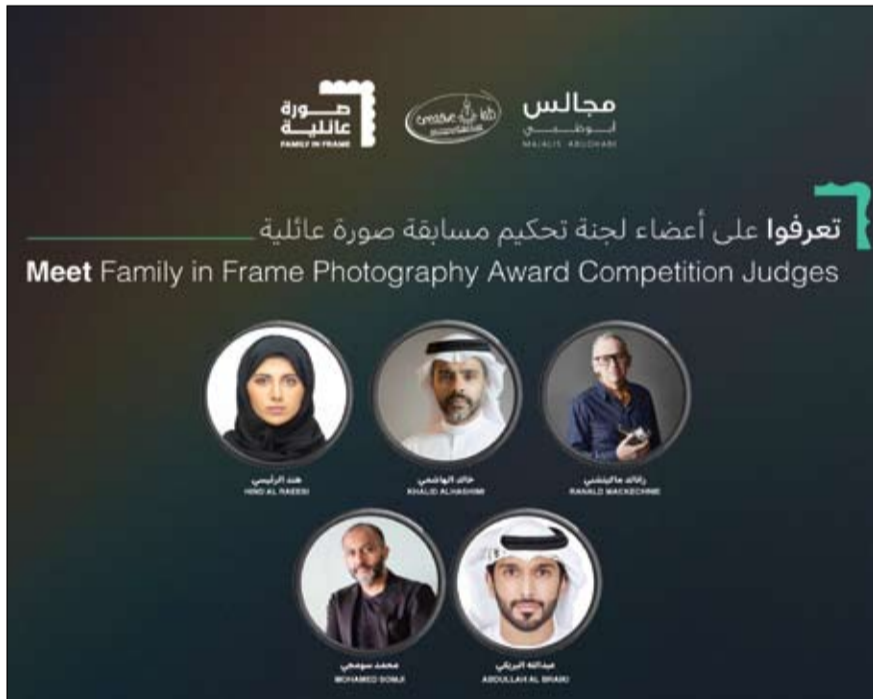 مجالس
أبوظبي
MAJALIS ABUDHABI
creative lab
صورة
عائلية
FAMILY IN FRAME
تعرفوا على أعضاء لجنة تحكيم مسابقة صورة عائلية
Meet Family in Frame Photography Award Competition Judges
هند الرئيسي
HIND AL RAEESI
خالد الهاشمي
KHALID ALHASHIMI
رانالد ماكيتشني
RANALD MACKECHNIE
محمد سومجي
MOHAMED SOMJI
عبدالله البريكي
ABDULLAH AL BRAIKI